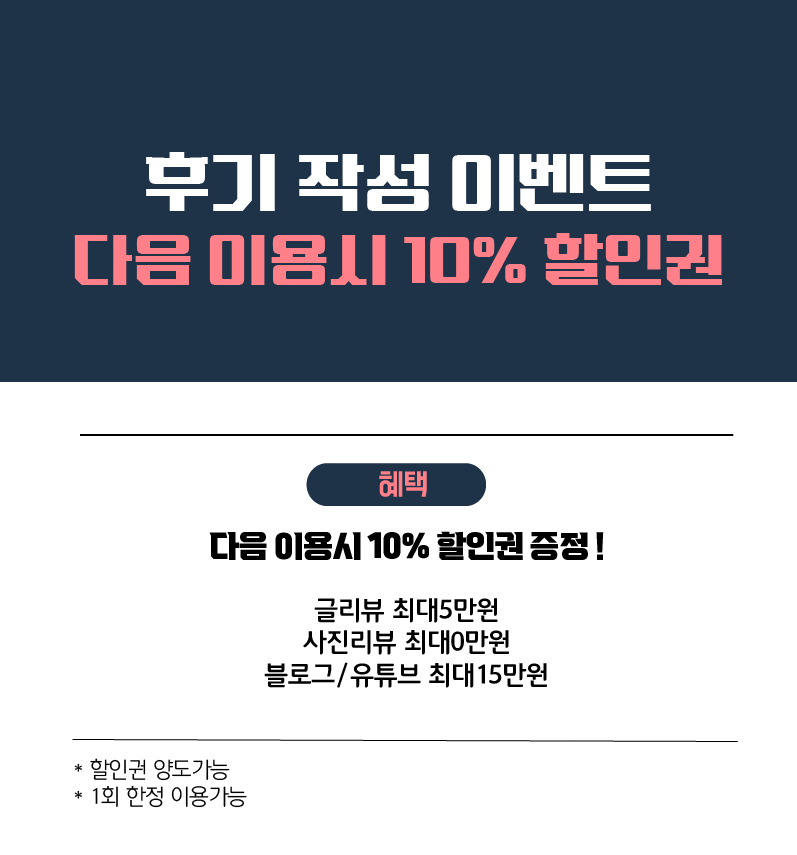 후기 작성 이벤트
다음 이용시 10% 할인권
혜택
다음 이용시 10% 할인권 증정 !
글리뷰 최대5만원
사진리뷰 최대0만원
블로그/유튜브 최대15만원
* 할인권 양도가능
* 1회 한정 이용가능